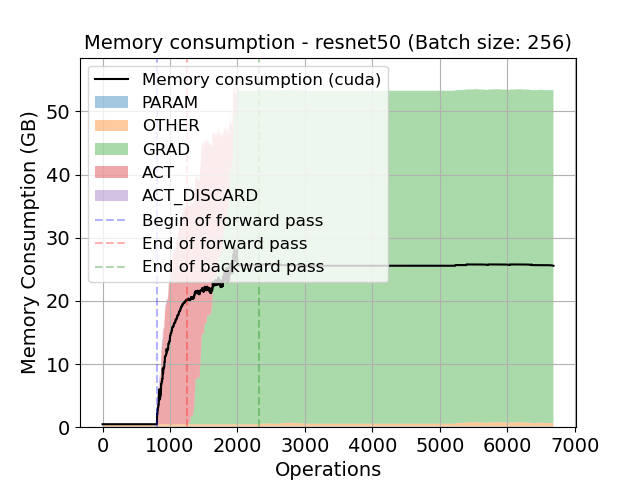 Memory consumption - resnet50 (Batch size: 256)
Memory consumption (cuda)
PARAM
OTHER
GRAD
ACT
ACT_DISCARD
Begin of forward pass
End of forward pass
End of backward pass
Memory Consumption (GB)
50
40
30
20
10
0
0 1000 2000 3000 4000 5000 6000 7000
Operations